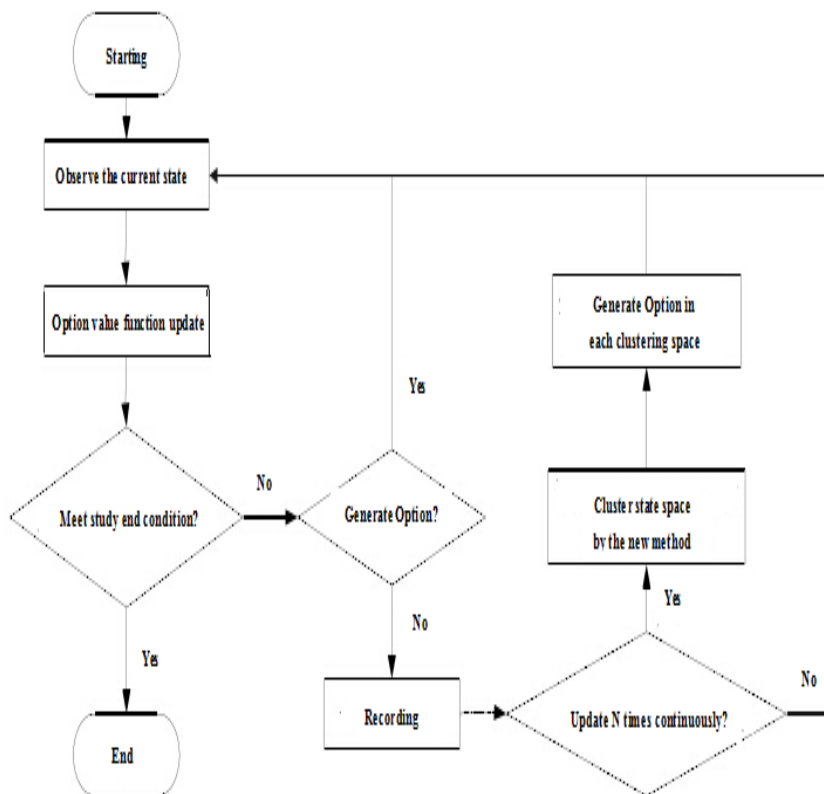 Starting
Observe the current state
Option value function update
Meet study end condition?
No
Yes
End
Generate Option?
Yes
No
Recording
Update N times continuously?
Yes
No
Cluster state space
by the new method
Generate Option in
each clustering space